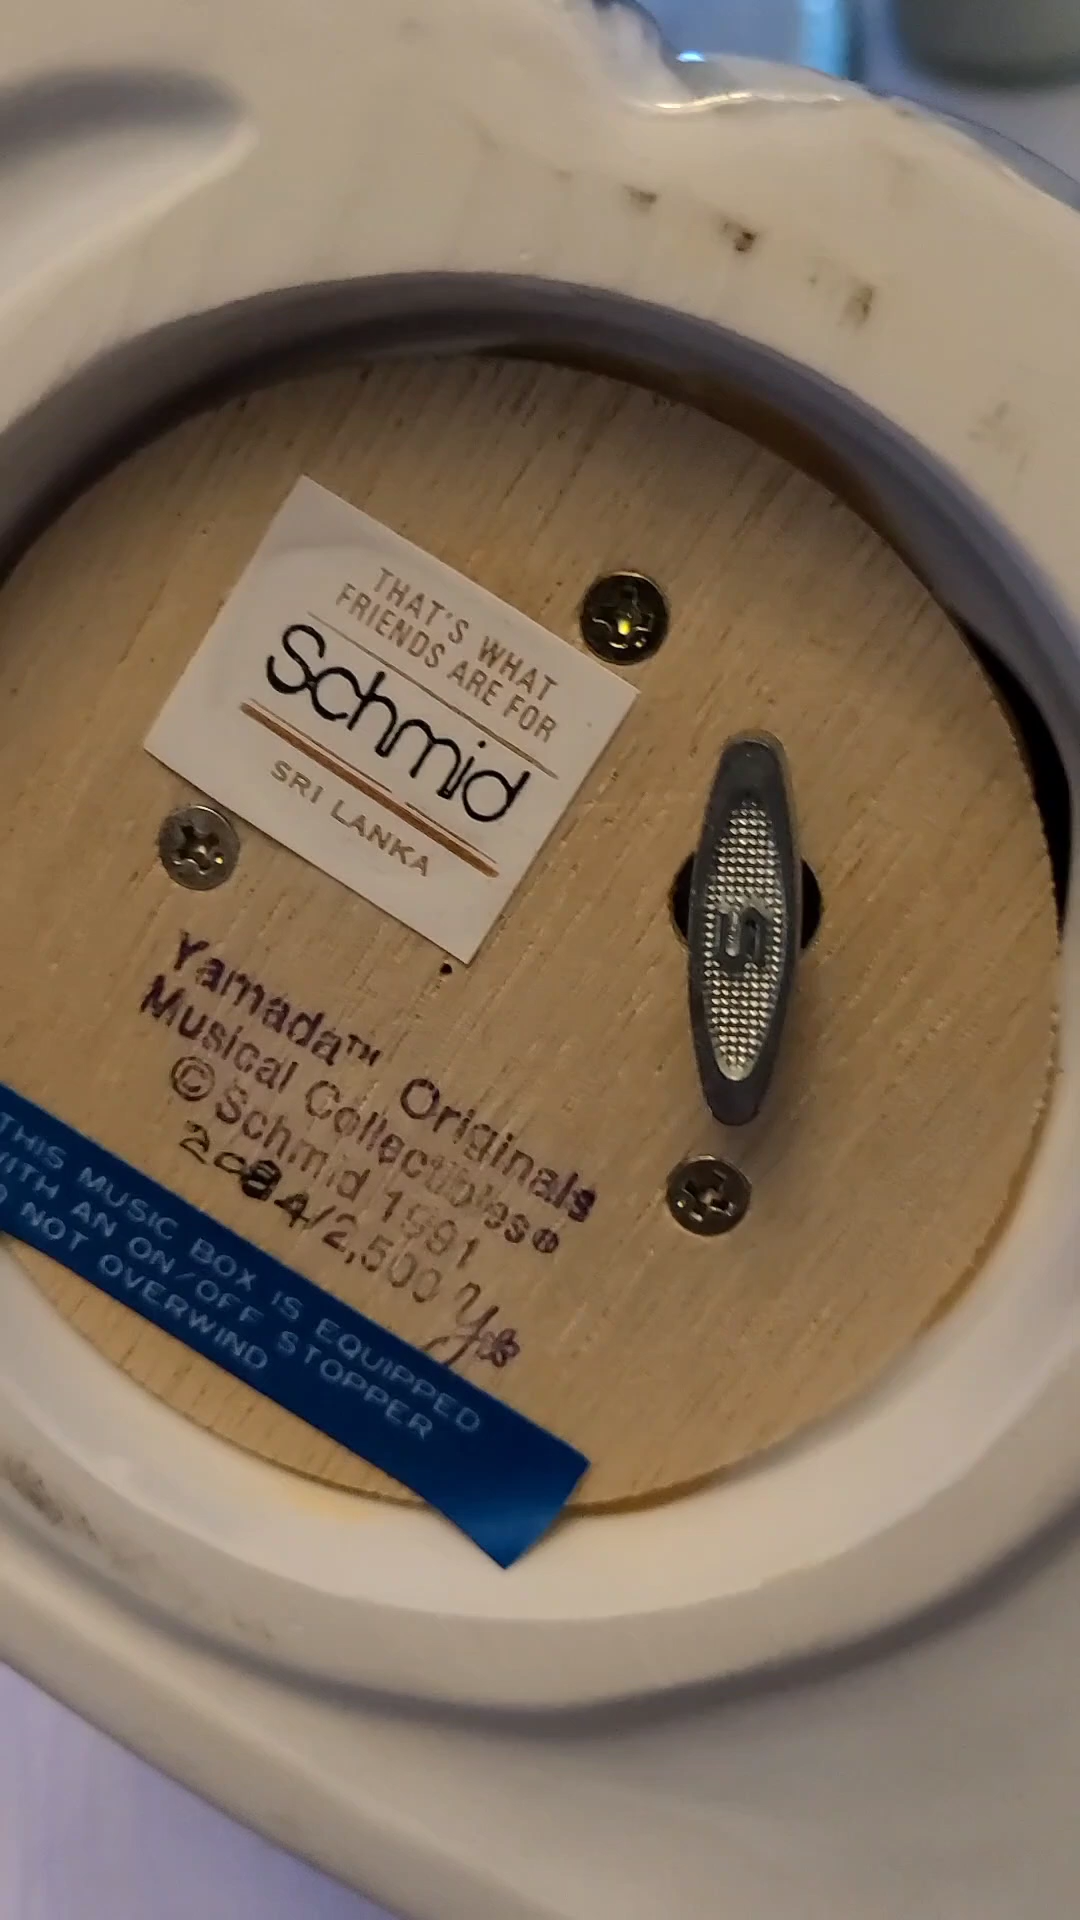 THAT'S WHAT
FRIENDS ARE FOR
Schmid
SRI LANKA
S
Yamada™ Originals
Musical Collectibles®
©Schmid 1991
/2,500
THIS MUSIC BOX IS EQUIPPED
WITH AN ON/OFF STOPPER
NOT OVERWIND